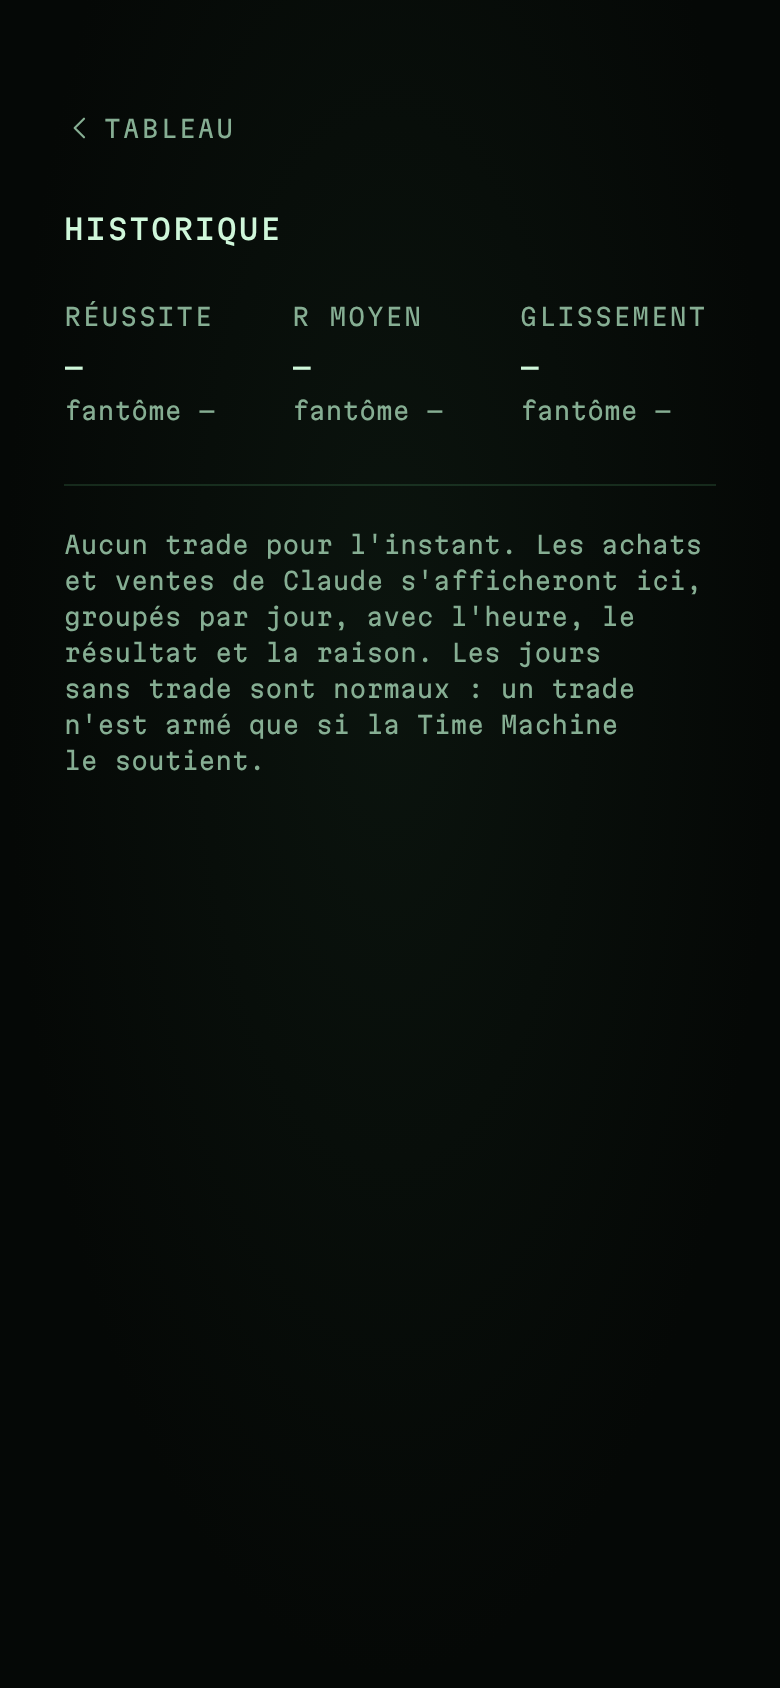 TABLEAU
HISTORIQUE
RÉUSSITE R MOYEN GLISSEMENT
— — —
fantôme — fantôme — fantôme —
Aucun trade pour l'instant. Les achats
et ventes de Claude s'afficheront ici,
groupés par jour, avec l'heure, le
résultat et la raison. Les jours
sans trade sont normaux : un trade
n'est armé que si la Time Machine
le soutient.